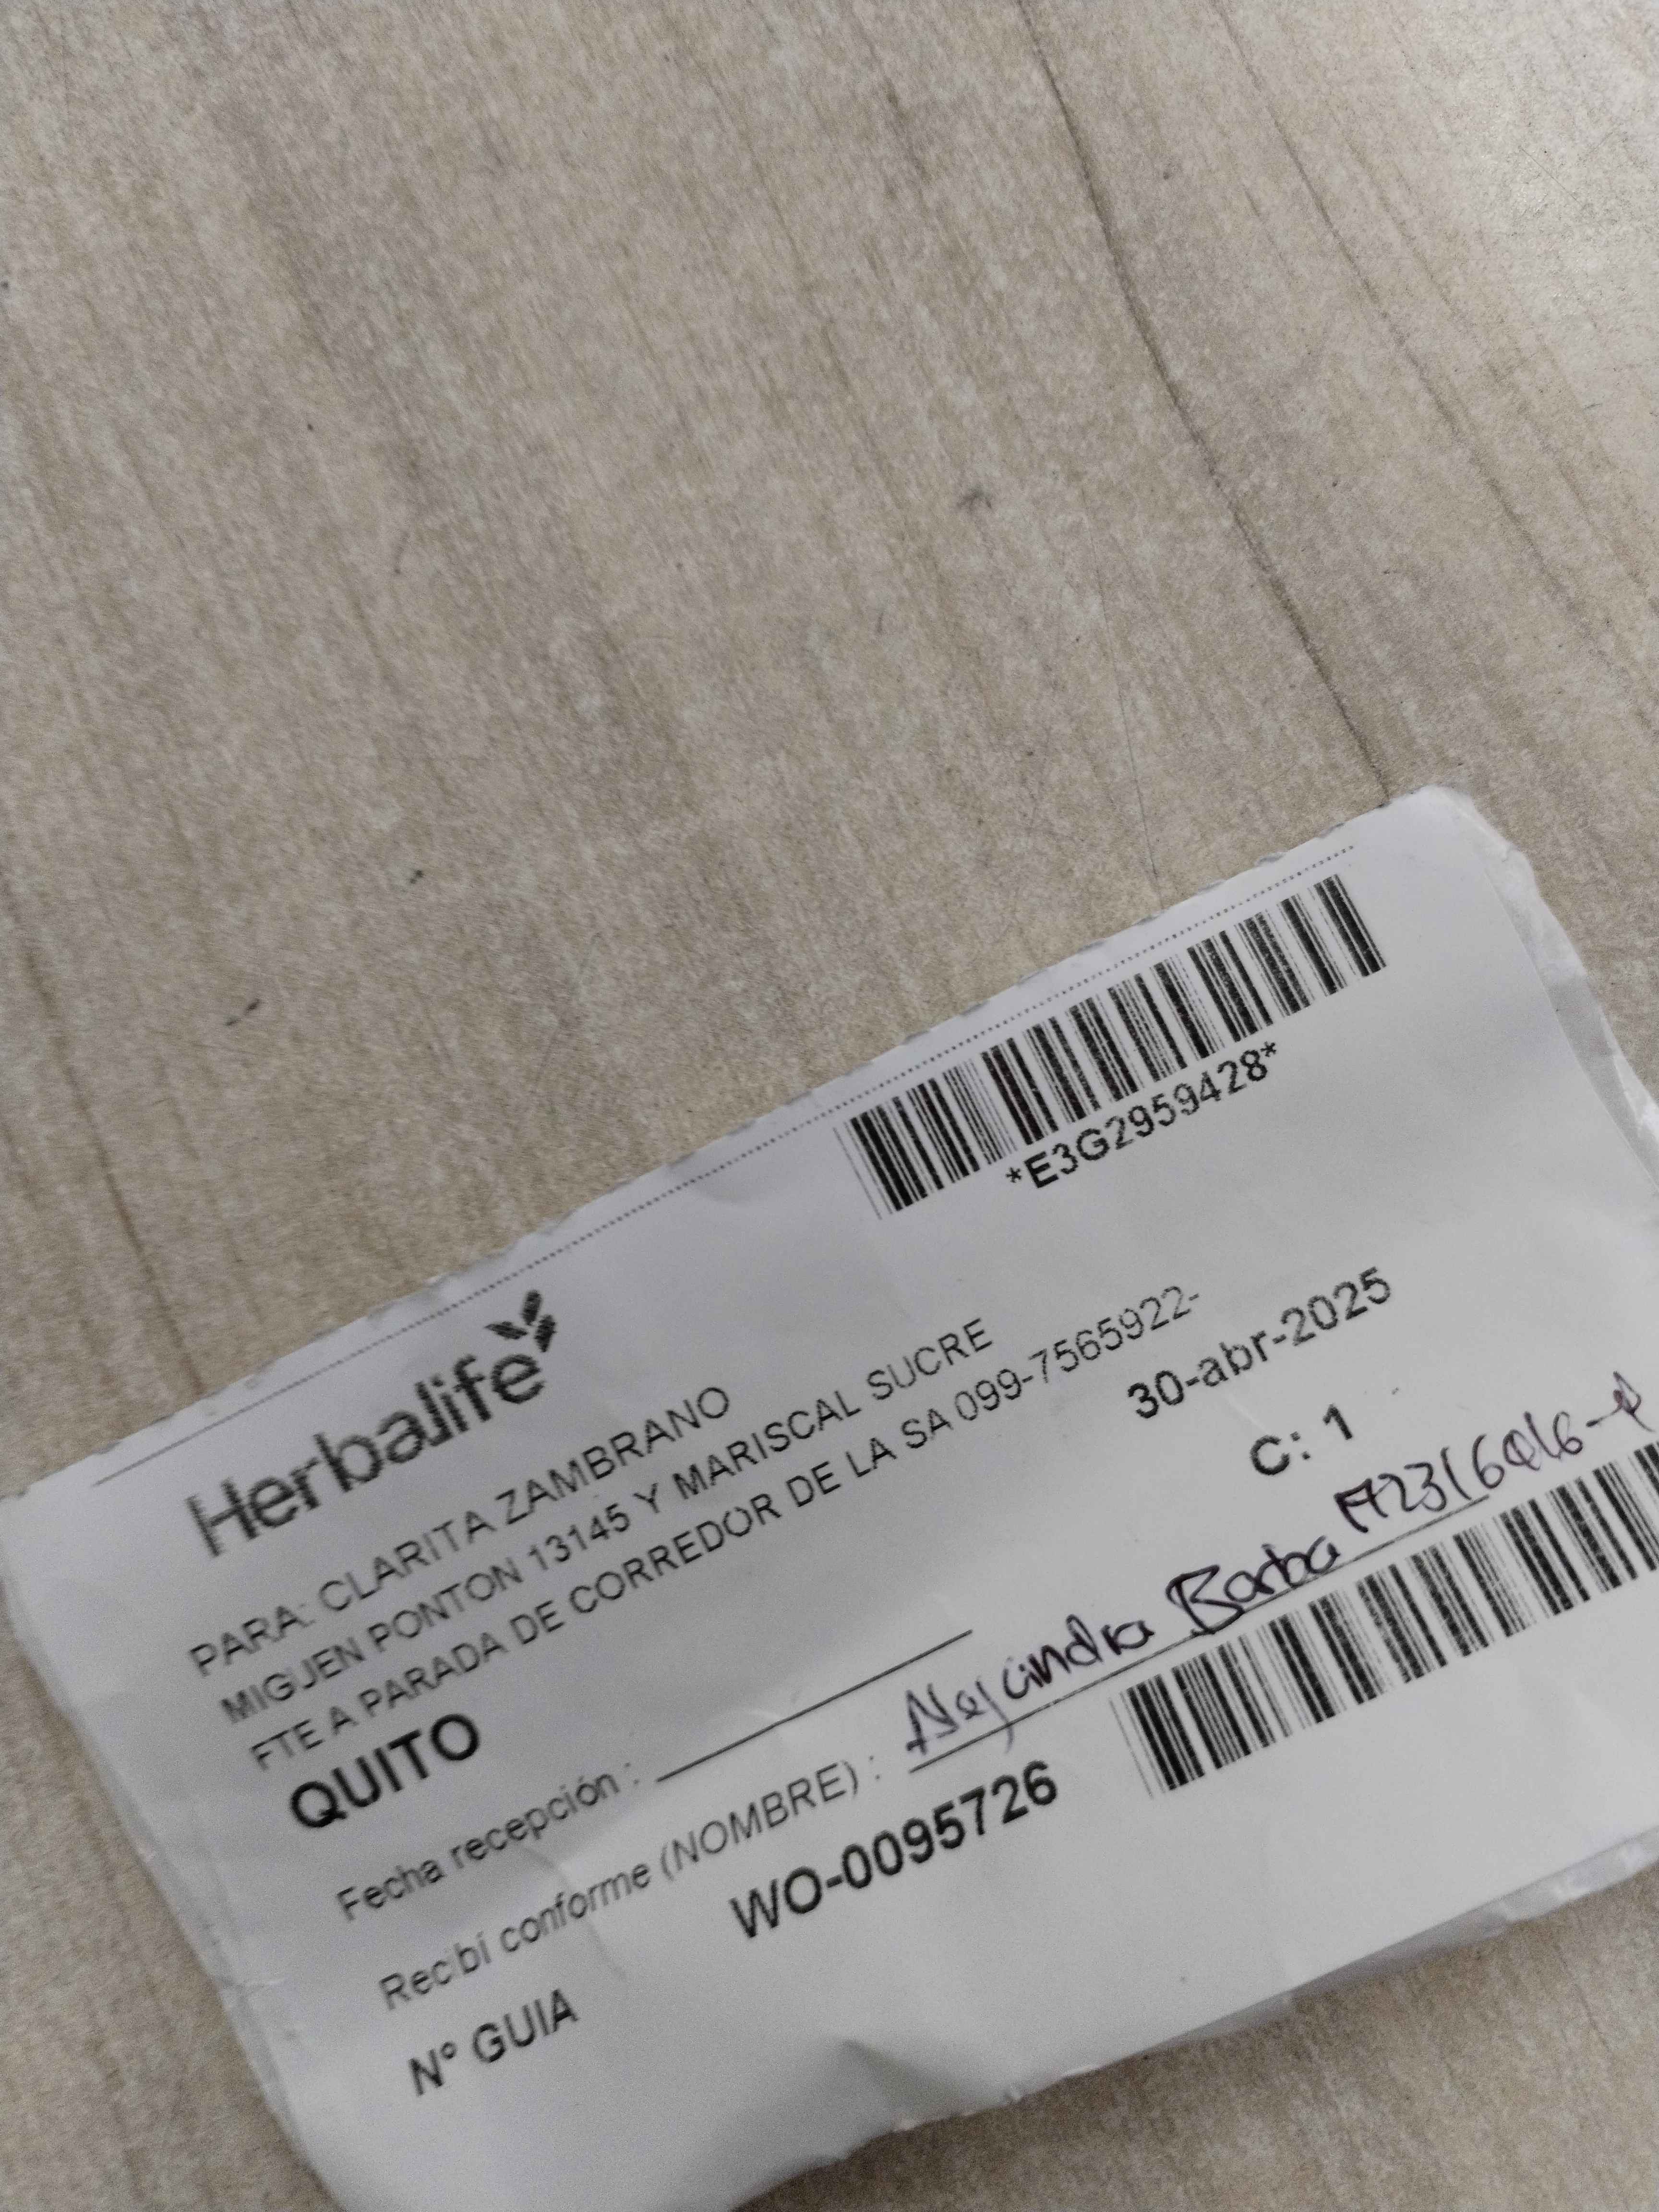 *E3G2959428*
Herbalife
PARA: CLARITA ZAMBRANO
MIGUEN PONTON 13145 Y MARISCAL SUCRE
FTE A PARADA DE CORREDOR DE LA SA 099-7565922-
QUITO
30-abr-2025
Fecha recepción :
C: 1
Recibí conforme (NOMBRE) : Alejandra Barba
N° GUIA
WO-0095726